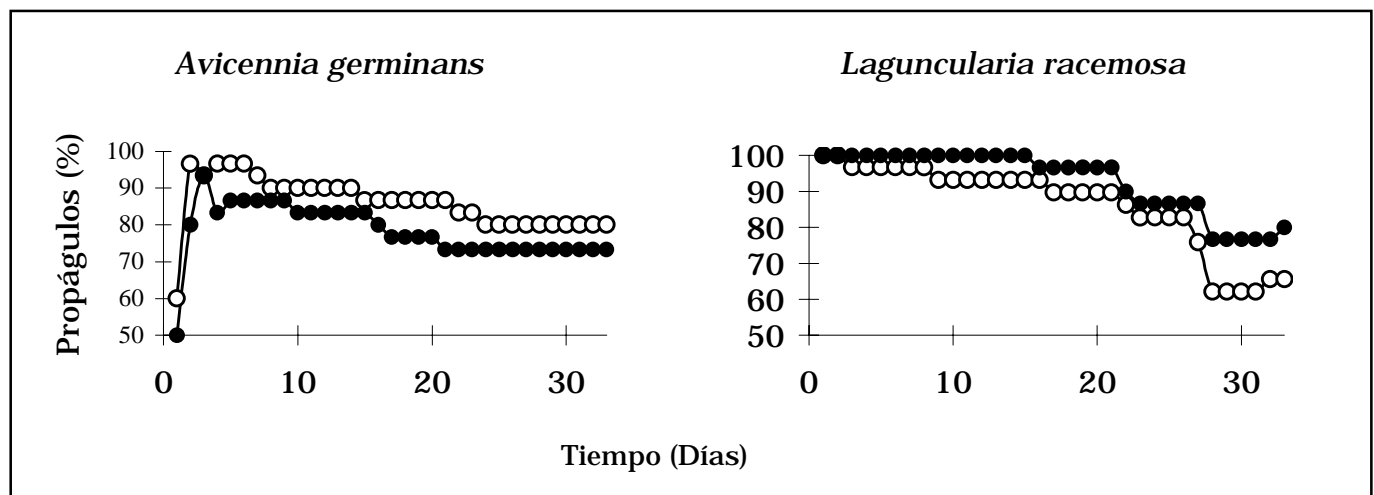 Avicennia germinans
Laguncularia racemosa
Propágulos (%)
100
90
80
70
60
50
0 10 20 30
100
90
80
70
60
50
0 10 20 30
Tiempo (Días)